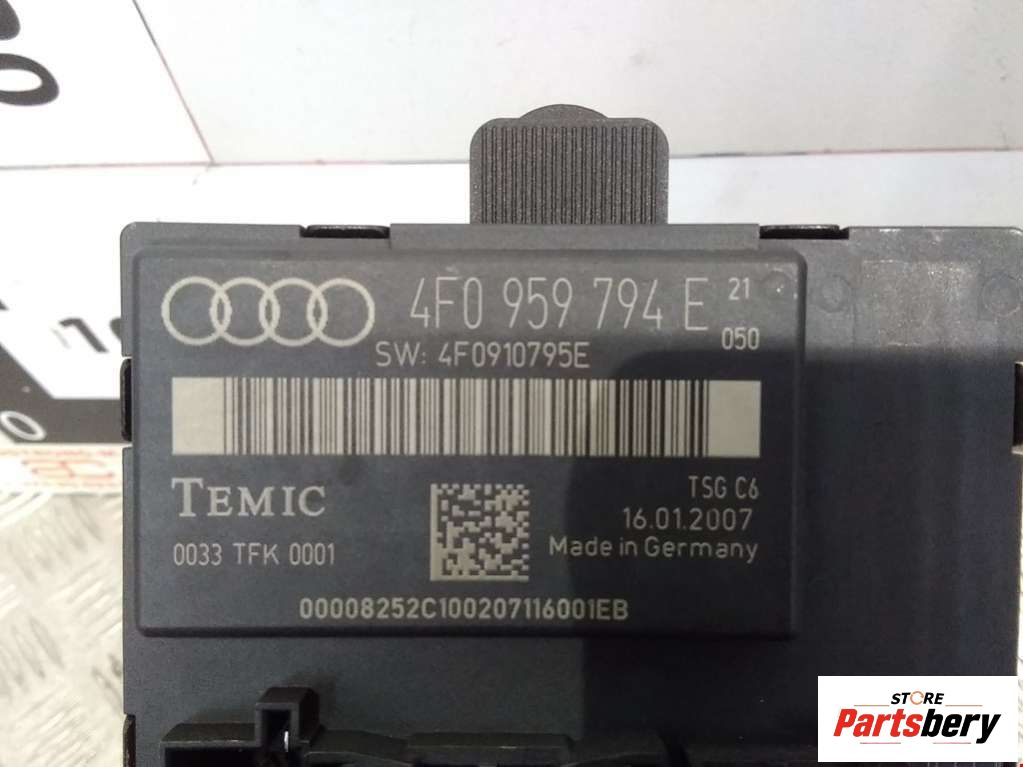 4F0 959 794 E 21
050
SW: 4F0910795E
TEMIC
TSG C6
16.01.2007
0033 TFK 0001
Made in Germany
00008252C100207116001EB
STORE
Partsbery